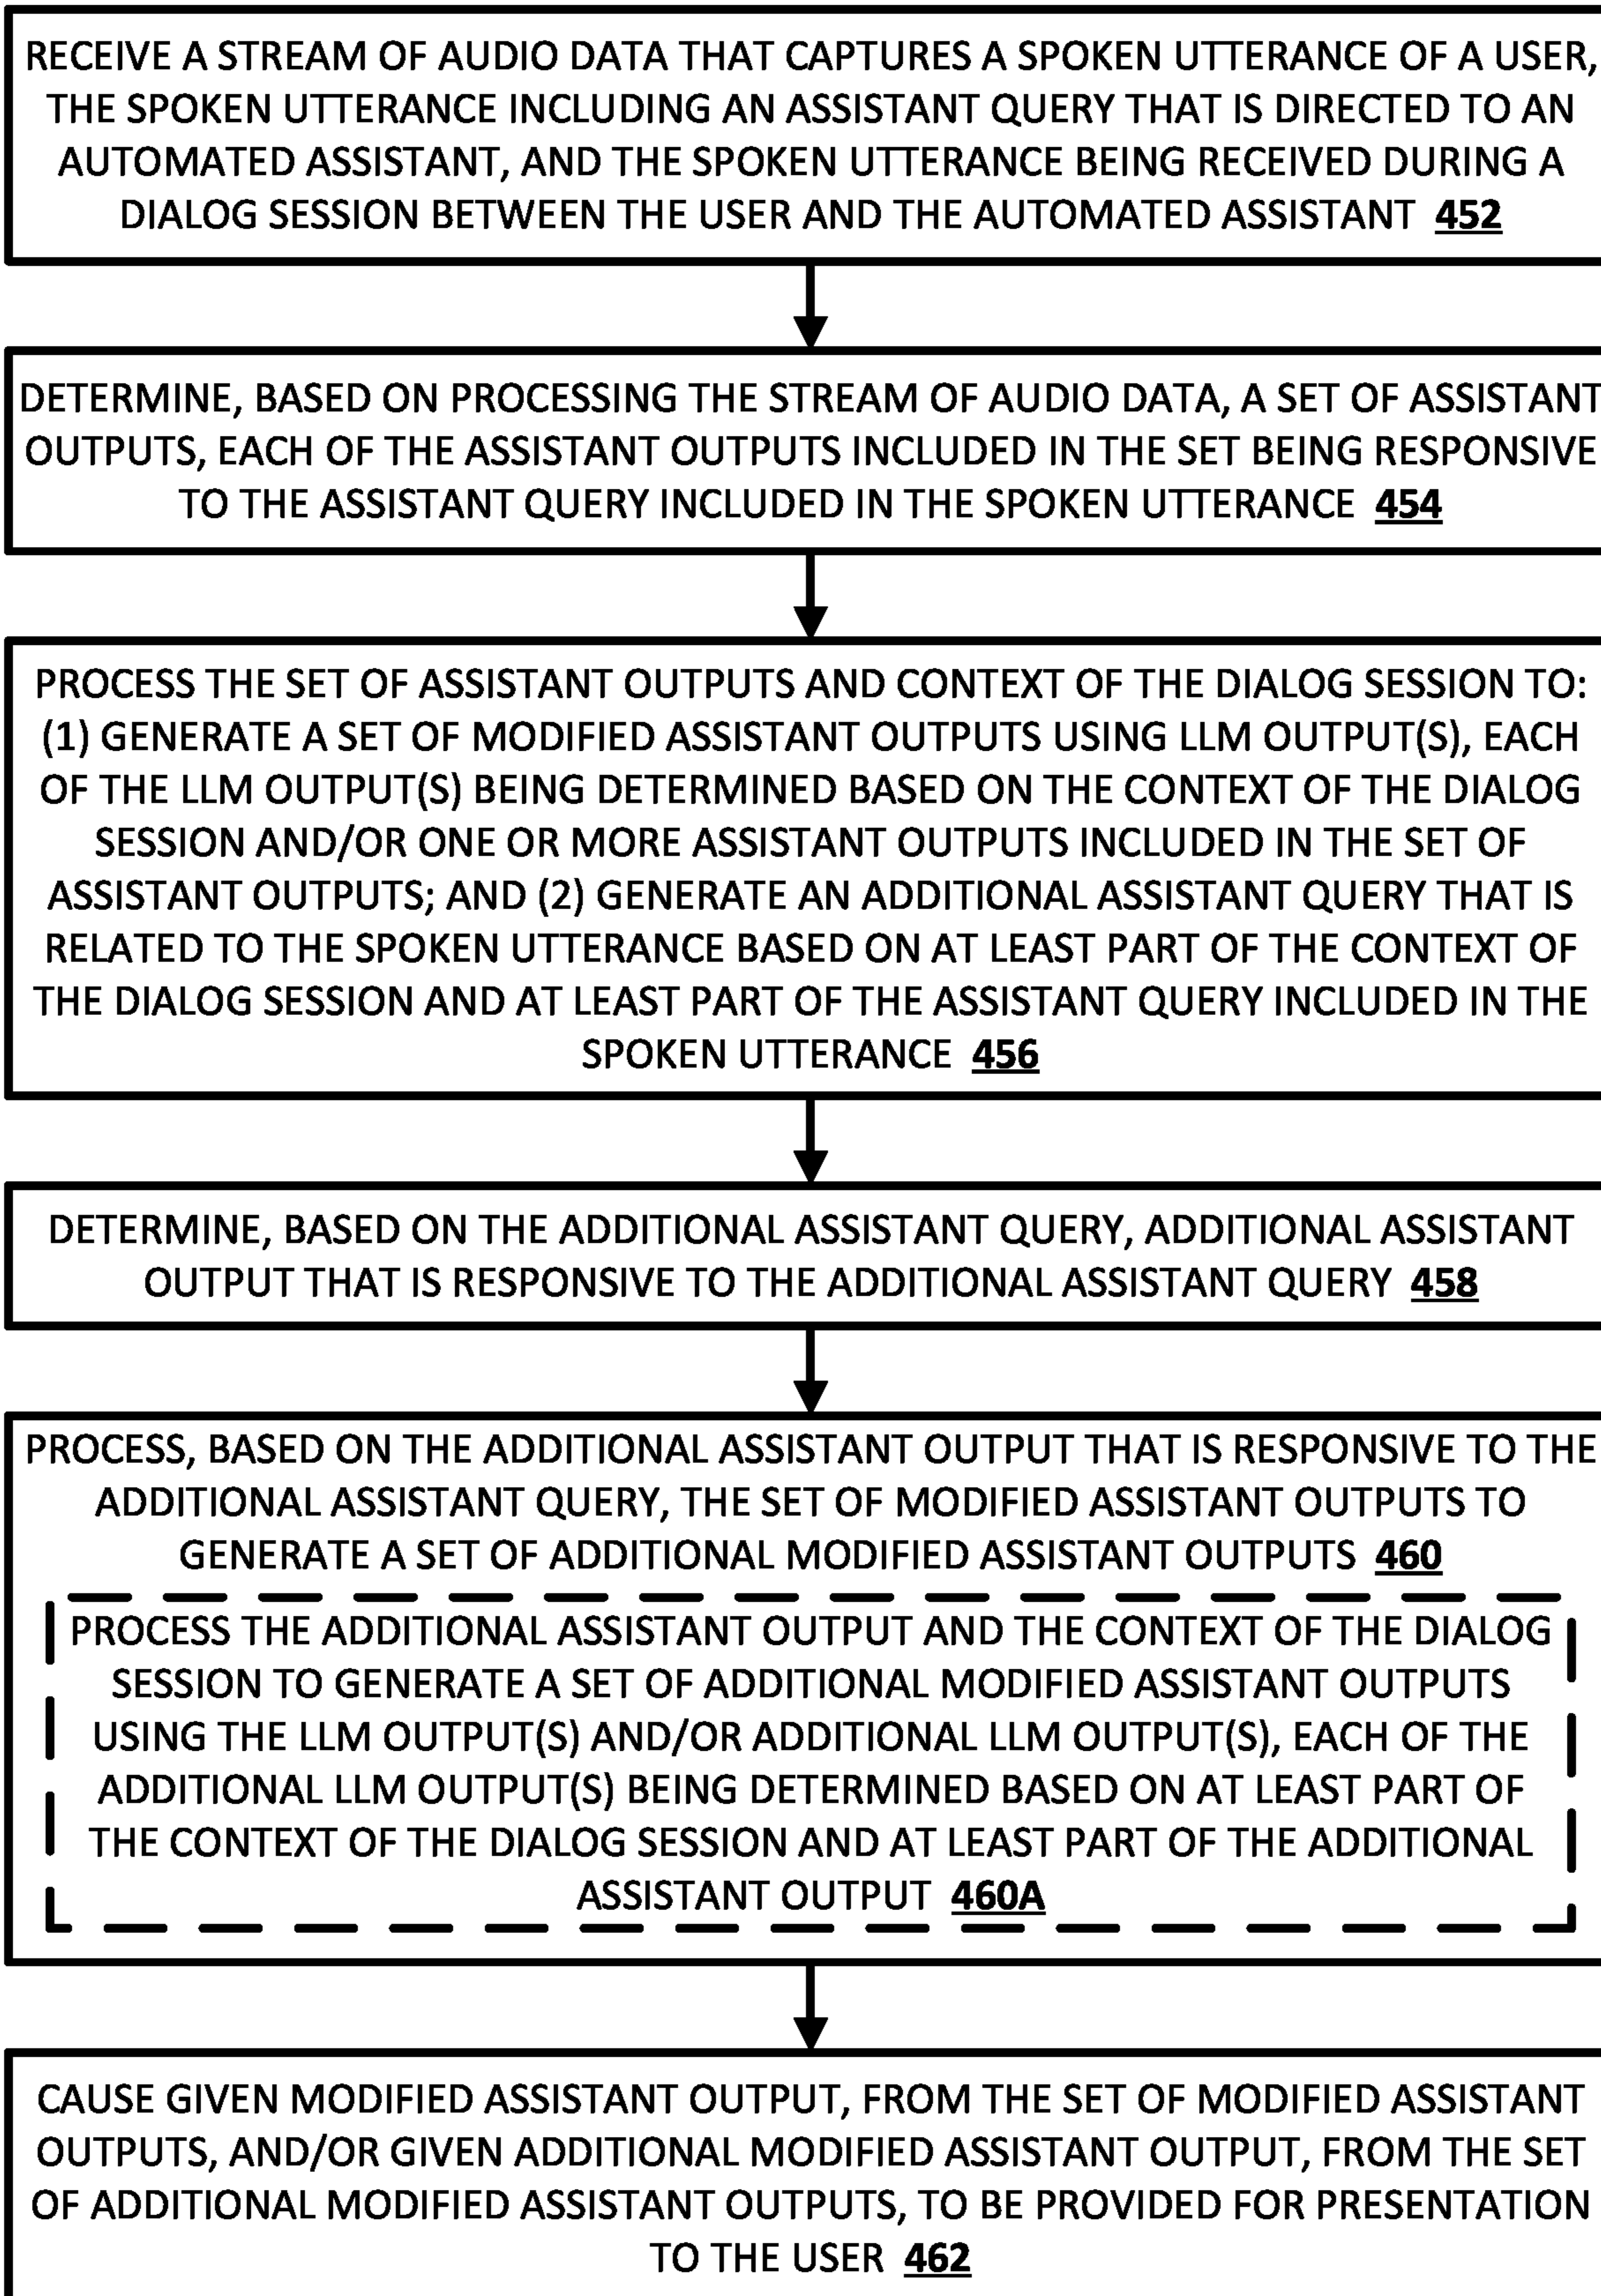 RECEIVE A STREAM OF AUDIO DATA THAT CAPTURES A SPOKEN UTTERANCE OF A USER,
THE SPOKEN UTTERANCE INCLUDING AN ASSISTANT QUERY THAT IS DIRECTED TO AN
AUTOMATED ASSISTANT, AND THE SPOKEN UTTERANCE BEING RECEIVED DURING A
DIALOG SESSION BETWEEN THE USER AND THE AUTOMATED ASSISTANT 452
DETERMINE, BASED ON PROCESSING THE STREAM OF AUDIO DATA, A SET OF ASSISTANT
OUTPUTS, EACH OF THE ASSISTANT OUTPUTS INCLUDED IN THE SET BEING RESPONSIVE
TO THE ASSISTANT QUERY INCLUDED IN THE SPOKEN UTTERANCE 454
PROCESS THE SET OF ASSISTANT OUTPUTS AND CONTEXT OF THE DIALOG SESSION TO:
(1) GENERATE A SET OF MODIFIED ASSISTANT OUTPUTS USING LLM OUTPUT(S), EACH
OF THE LLM OUTPUT(S) BEING DETERMINED BASED ON THE CONTEXT OF THE DIALOG
SESSION AND/OR ONE OR MORE ASSISTANT OUTPUTS INCLUDED IN THE SET OF
ASSISTANT OUTPUTS; AND (2) GENERATE AN ADDITIONAL ASSISTANT QUERY THAT IS
RELATED TO THE SPOKEN UTTERANCE BASED ON AT LEAST PART OF THE CONTEXT OF
THE DIALOG SESSION AND AT LEAST PART OF THE ASSISTANT QUERY INCLUDED IN THE
SPOKEN UTTERANCE 456
DETERMINE, BASED ON THE ADDITIONAL ASSISTANT QUERY, ADDITIONAL ASSISTANT
OUTPUT THAT IS RESPONSIVE TO THE ADDITIONAL ASSISTANT QUERY 458
PROCESS, BASED ON THE ADDITIONAL ASSISTANT OUTPUT THAT IS RESPONSIVE TO THE
ADDITIONAL ASSISTANT QUERY, THE SET OF MODIFIED ASSISTANT OUTPUTS TO
GENERATE A SET OF ADDITIONAL MODIFIED ASSISTANT OUTPUTS 460
PROCESS THE ADDITIONAL ASSISTANT OUTPUT AND THE CONTEXT OF THE DIALOG
SESSION TO GENERATE A SET OF ADDITIONAL MODIFIED ASSISTANT OUTPUTS
USING THE LLM OUTPUT(S) AND/OR ADDITIONAL LLM OUTPUT(S), EACH OF THE
ADDITIONAL LLM OUTPUT(S) BEING DETERMINED BASED ON AT LEAST PART OF
THE CONTEXT OF THE DIALOG SESSION AND AT LEAST PART OF THE ADDITIONAL
ASSISTANT OUTPUT 460A
CAUSE GIVEN MODIFIED ASSISTANT OUTPUT, FROM THE SET OF MODIFIED ASSISTANT
OUTPUTS, AND/OR GIVEN ADDITIONAL MODIFIED ASSISTANT OUTPUT, FROM THE SET
OF ADDITIONAL MODIFIED ASSISTANT OUTPUTS, TO BE PROVIDED FOR PRESENTATION
TO THE USER 462